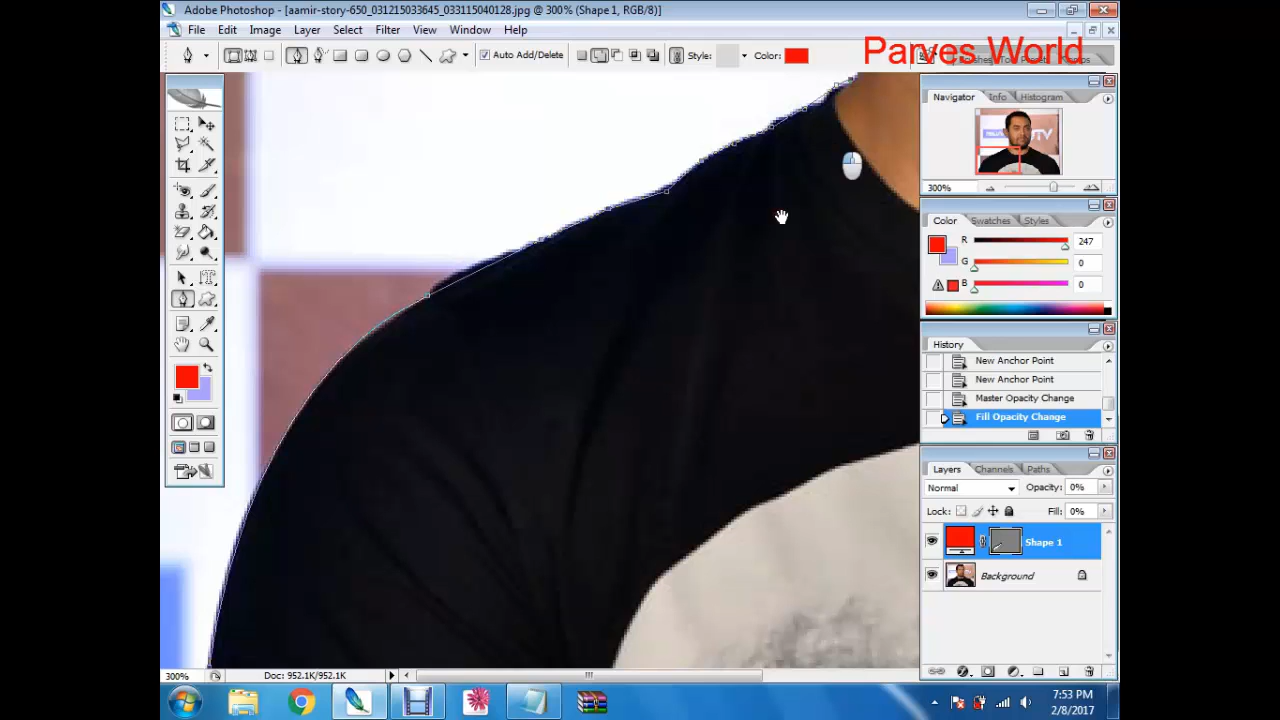 Adobe Photoshop - [aamir-story-650_031215033645_033115040128.jpg @ 300% (Shape 1, RGB/8)]
File Edit Image Layer Select Filter View Window Help
Parves World
Auto Add/Delete Style: Color:
Navigator Info Histogram
300%
Color Swatches Styles
R 247
G 0
B 0
History
New Anchor Point
New Anchor Point
Master Opacity Change
Fill Opacity Change
Layers Channels Paths
Normal Opacity: 0%
Lock: Fill: 0%
Shape 1
Background
300% Doc: 952.1K/952.1K
7:53 PM
2/8/2017